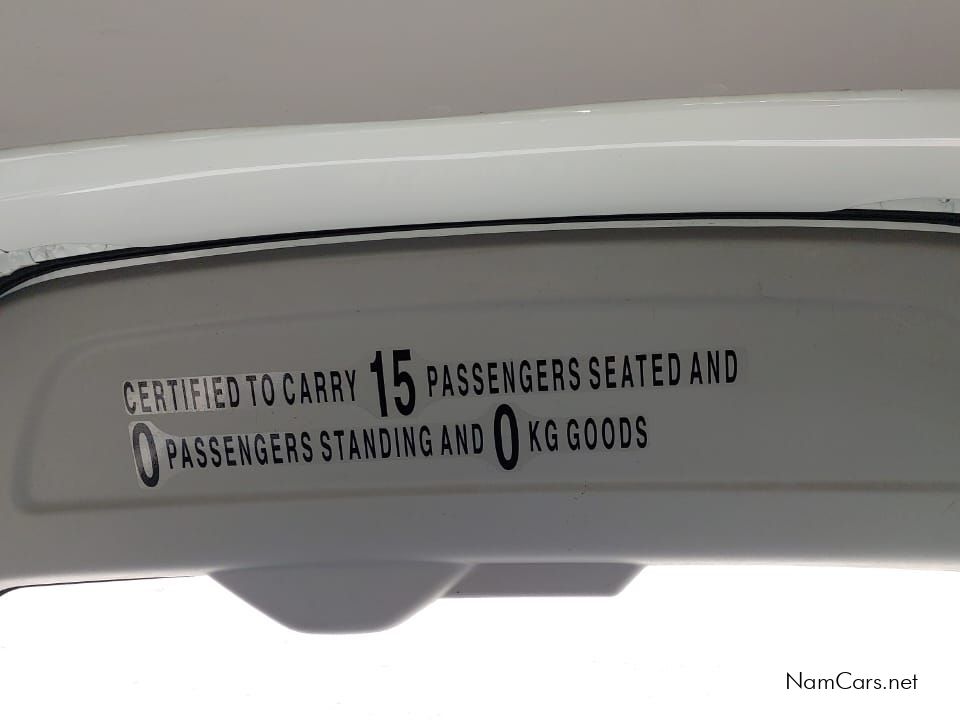 CERTIFIED TO CARRY 15 PASSENGERS SEATED AND
0 PASSENGERS STANDING AND 0 KG GOODS
NamCars.net